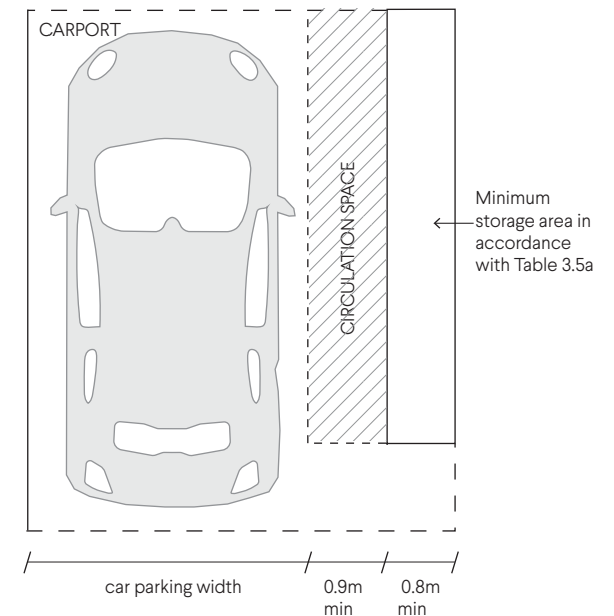 CARPORT
CIRCULATION SPACE
Minimum
storage area in
accordance
with Table 3.5a
car parking width
0.9m
min
0.8m
min